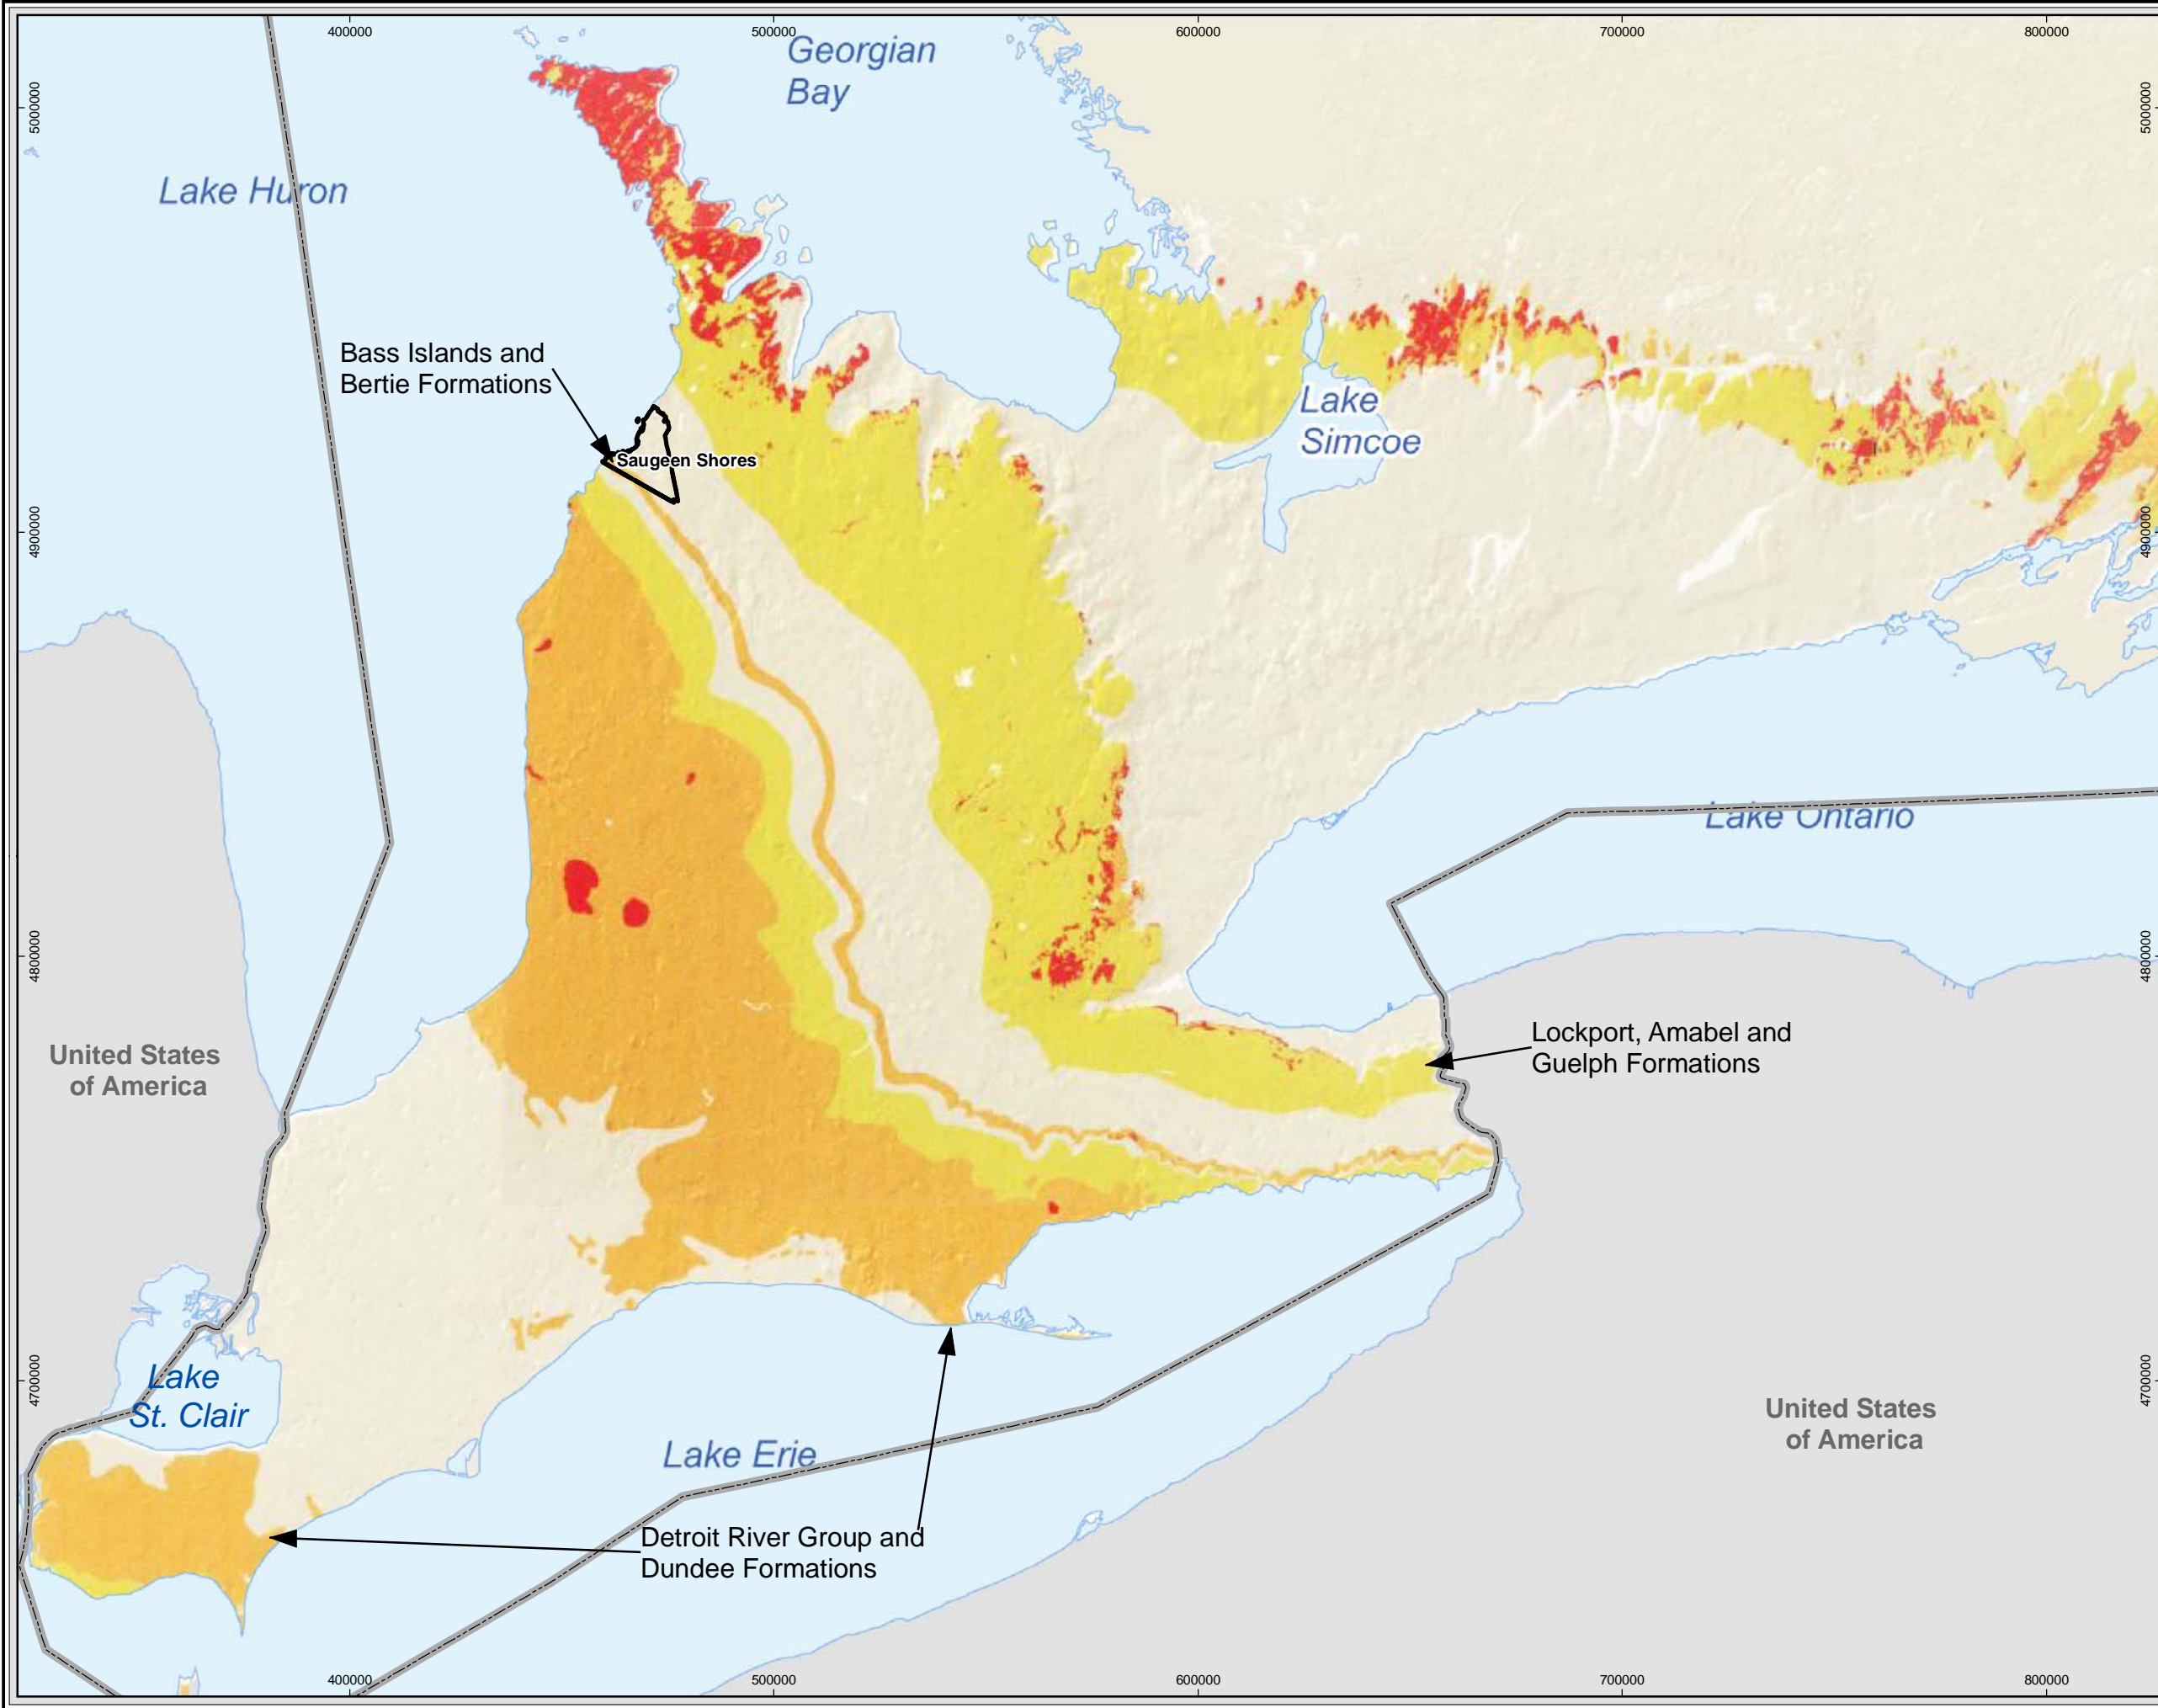 400000
500000
600000
700000
800000
Georgian
Bay
5000000
5000000
Lake Huron
Bass Islands and
Bertie Formations
Lake
Simcoe
Saugeen Shores
4900000
4900000
Lake Ontario
4800000
4800000
United States
of America
Lockport, Amabel and
Guelph Formations
Lake
St. Clair
4700000
4700000
United States
of America
Lake Erie
Detroit River Group and
Dundee Formations
400000
500000
600000
700000
800000